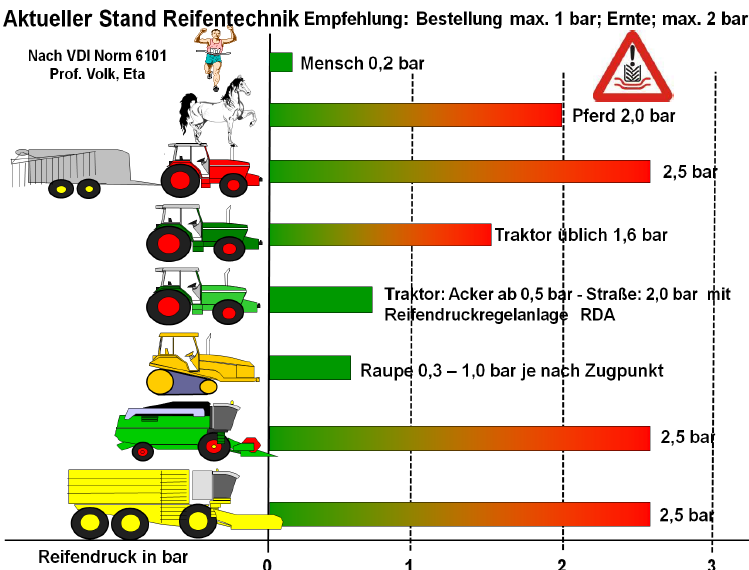 Aktueller Stand Reifentechnik Empfehlung: Bestellung max. 1 bar; Ernte; max. 2 bar
Nach VDI Norm 6101
Prof. Volk, Eta
Mensch 0,2 bar
Pferd 2,0 bar
2,5 bar
Traktor üblich 1,6 bar
Traktor: Acker ab 0,5 bar - Straße: 2,0 bar mit
Reifendruckregelanlage RDA
Raupe 0,3 – 1,0 bar je nach Zugpunkt
2,5 bar
2,5 bar
Reifendruck in bar
0 1 2 3